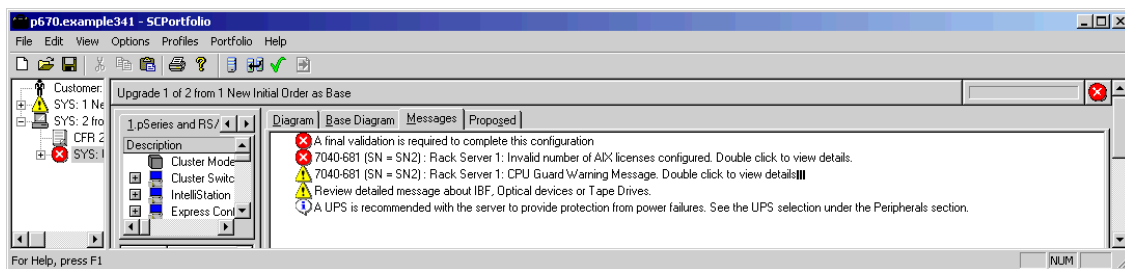 p670.example341 - SCPortfolio
File Edit View Options Profiles Portfolio Help
Customer:
SYS: 1 Ne
SYS: 2 fro
CFR 2
SYS:
Upgrade 1 of 2 from 1 New Initial Order as Base
1.pSeries and RS/
Description
Cluster Mode
Cluster Switc
IntelliStation
Express Conf
Diagram Base Diagram Messages Proposed
A final validation is required to complete this configuration
7040-681 (SN = SN2) : Rack Server 1: Invalid number of AIX licenses configured. Double click to view details.
7040-681 (SN = SN2) : Rack Server 1: CPU Guard Warning Message. Double click to view details!!!
Review detailed message about IBF, Optical devices or Tape Drives.
A UPS is recommended with the server to provide protection from power failures. See the UPS selection under the Peripherals section.
For Help, press F1
NUM